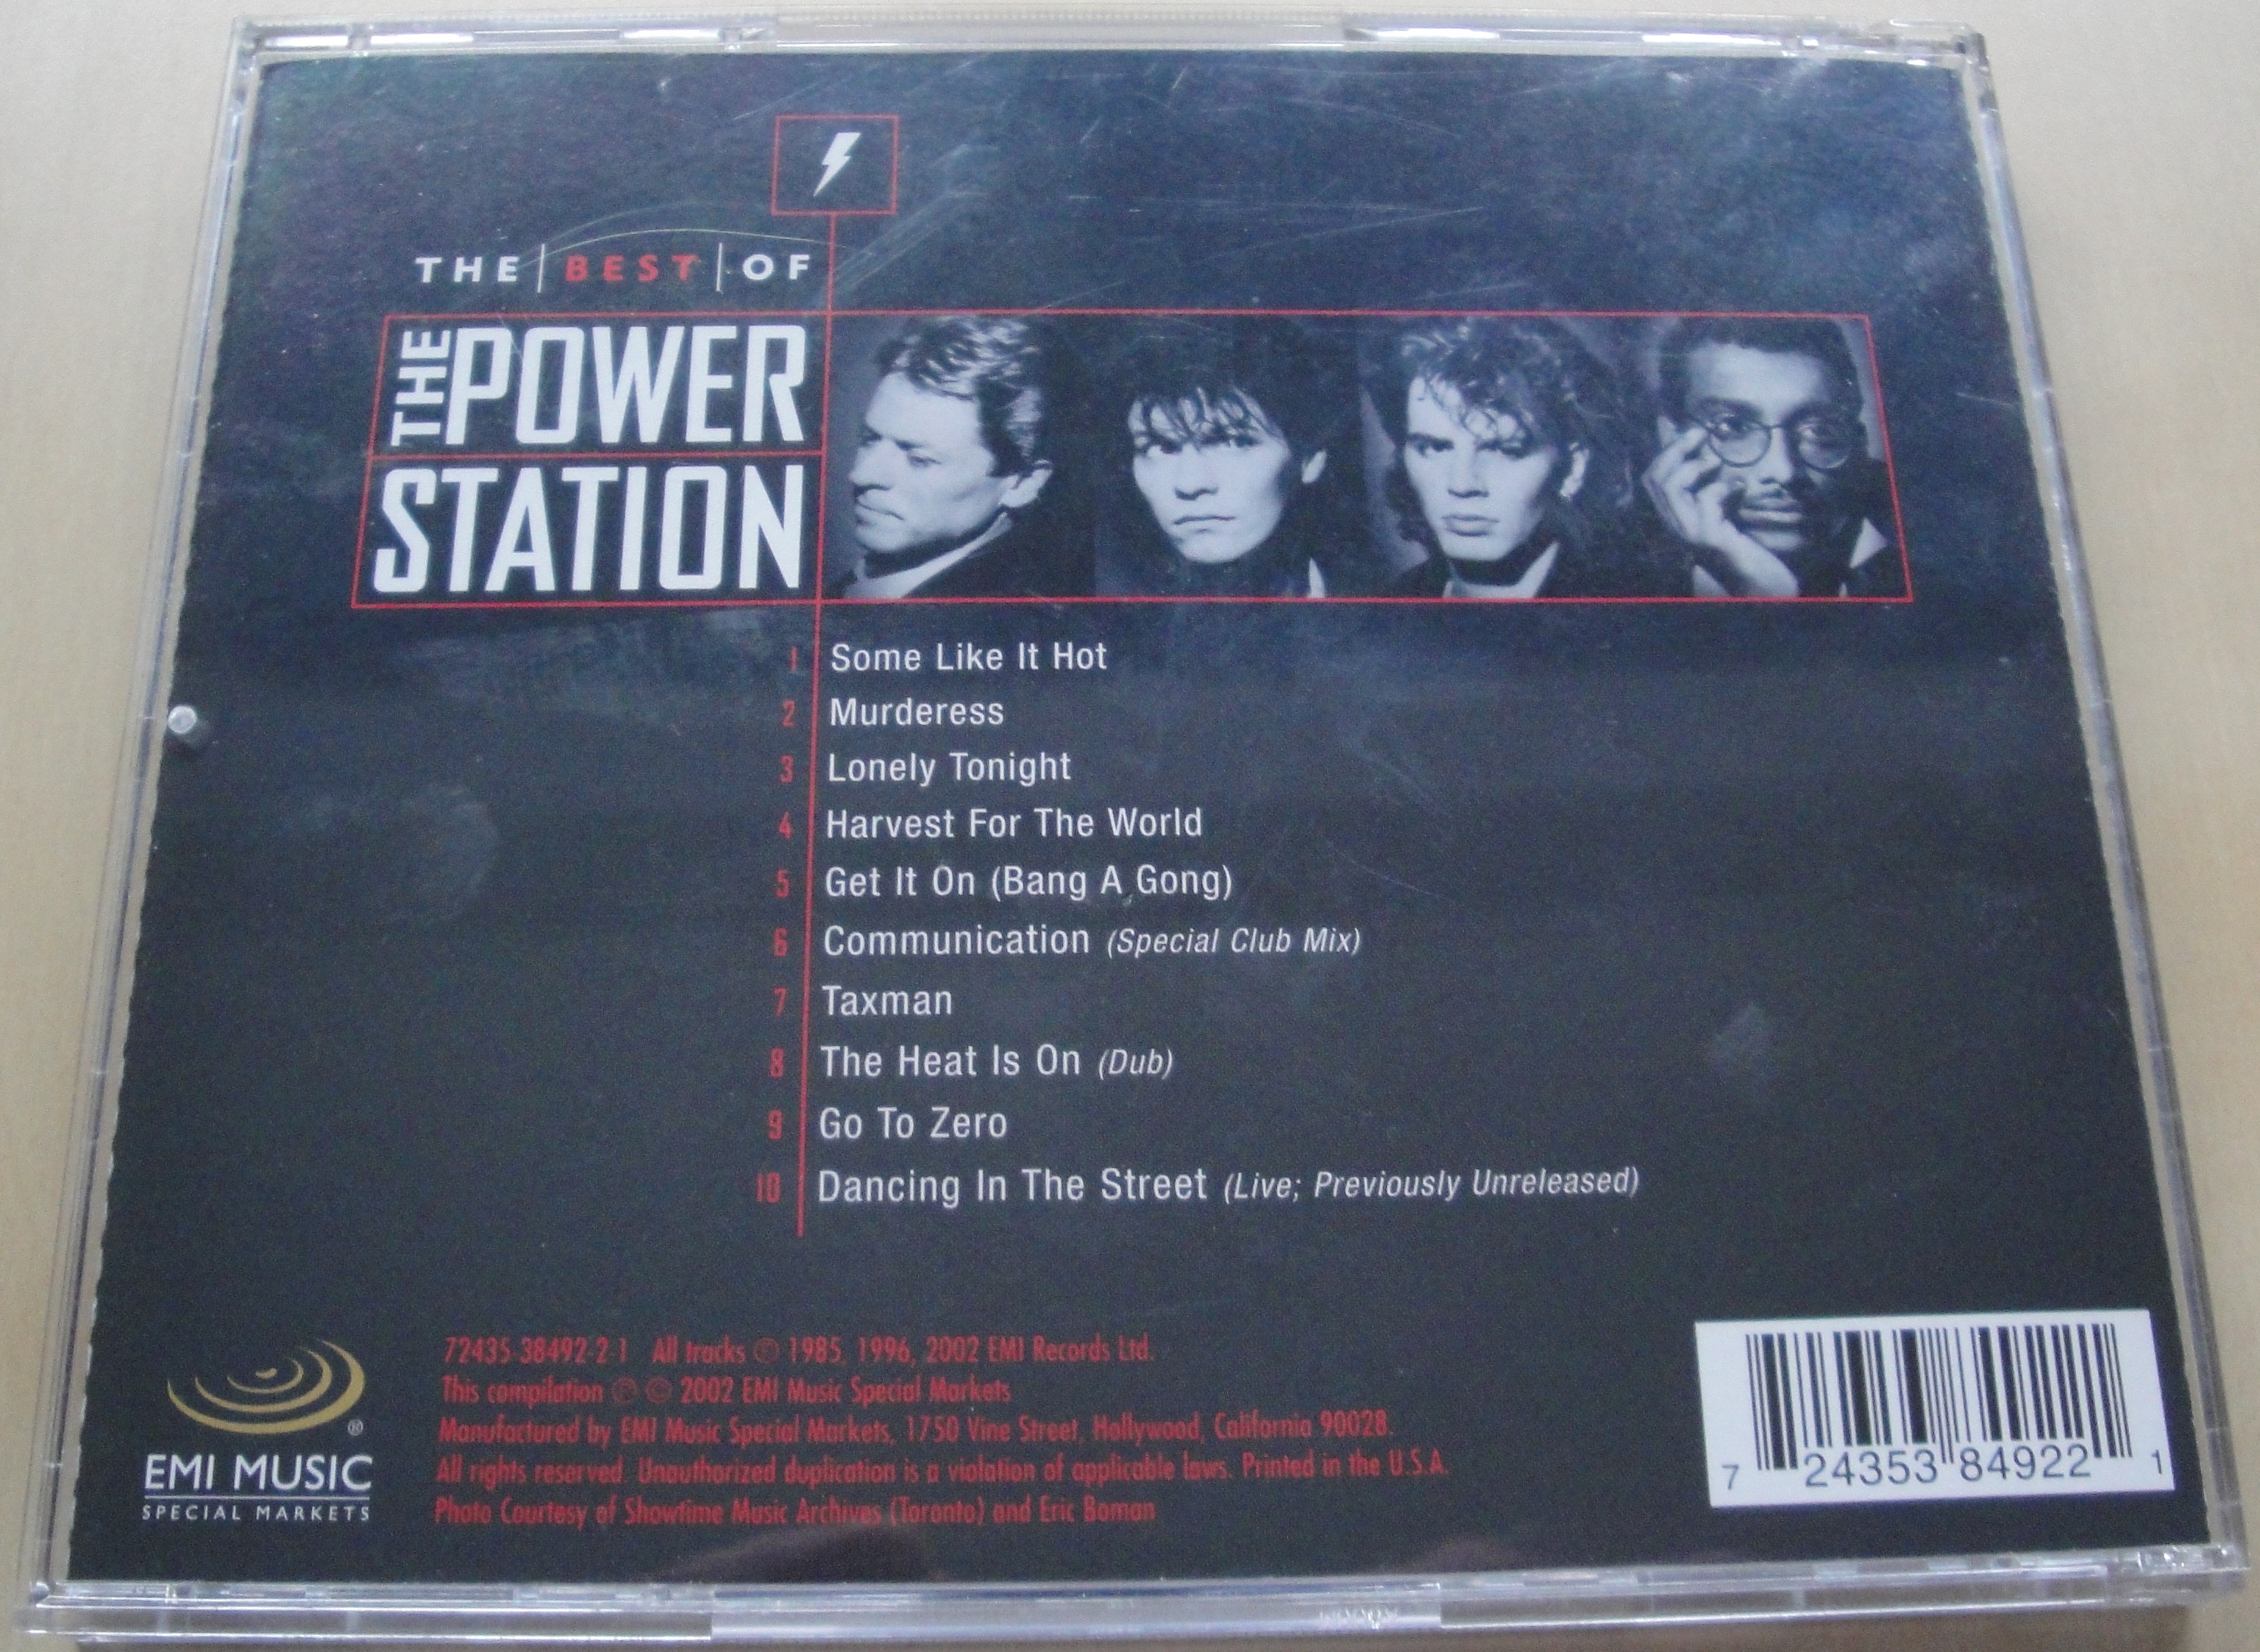 THE | BEST | OF
THE POWER
STATION
1 Some Like It Hot
2 Murderess
3 Lonely Tonight
4 Harvest For The World
5 Get It On (Bang A Gong)
6 Communication (Special Club Mix)
7 Taxman
8 The Heat Is On (Dub)
9 Go To Zero
10 Dancing In The Street (Live; Previously Unreleased)
72435-38492-2-1 All tracks ℗ 1985, 1996, 2002 EMI Records Ltd.
This compilation ℗ © 2002 EMI Music Special Markets
Manufactured by EMI Music Special Markets, 1750 Vine Street, Hollywood, California 90028.
All rights reserved. Unauthorized duplication is a violation of applicable laws. Printed in the U.S.A.
Photo Courtesy of Showtime Music Archives (Toronto) and Eric Boman
®
EMI MUSIC
SPECIAL MARKETS
7 24353 84922 1